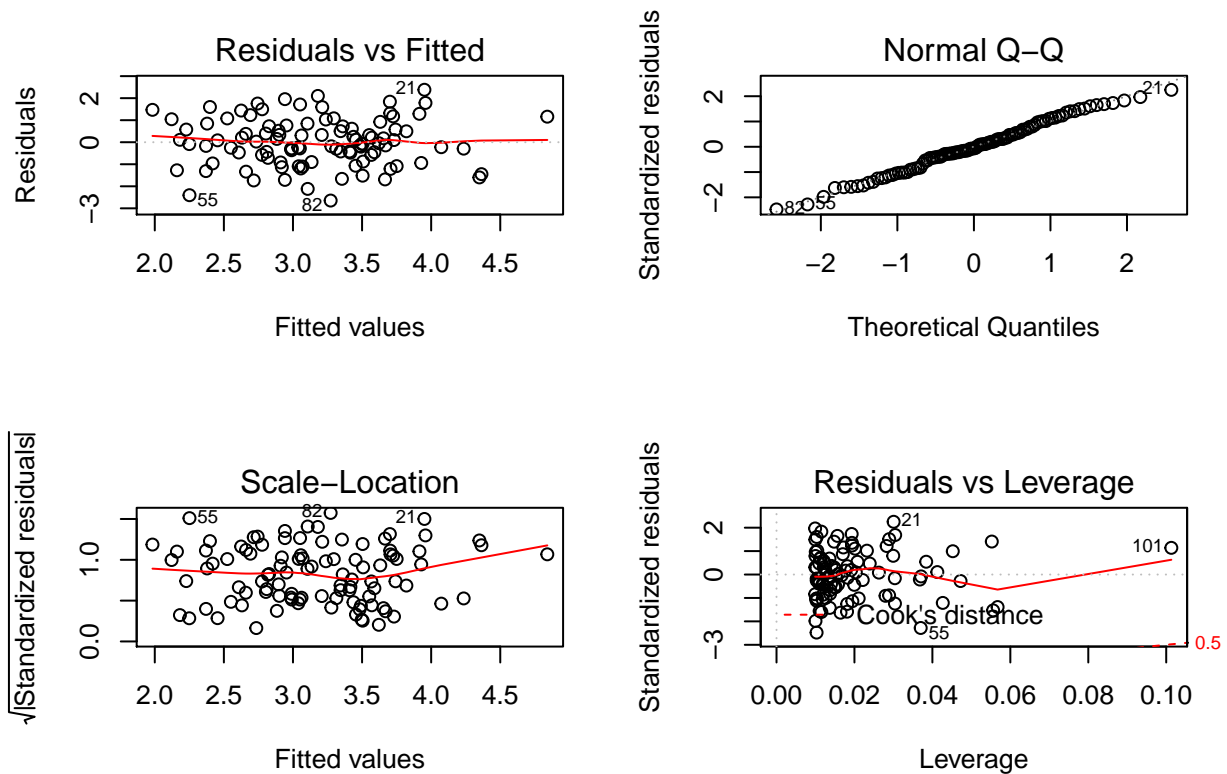 Residuals vs Fitted
Residuals
2
0
−3
21
55
82
2.0 2.5 3.0 3.5 4.0 4.5
Fitted values
Normal Q−Q
Standardized residuals
2
0
−2
21
82
55
−2 −1 0 1 2
Theoretical Quantiles
Scale−Location
√|Standardized residuals|
1.0
0.0
55
82
21
2.0 2.5 3.0 3.5 4.0 4.5
Fitted values
Residuals vs Leverage
Standardized residuals
2
0
−3
21
101
Cook's distance
55
0.5
0.00 0.02 0.04 0.06 0.08 0.10
Leverage